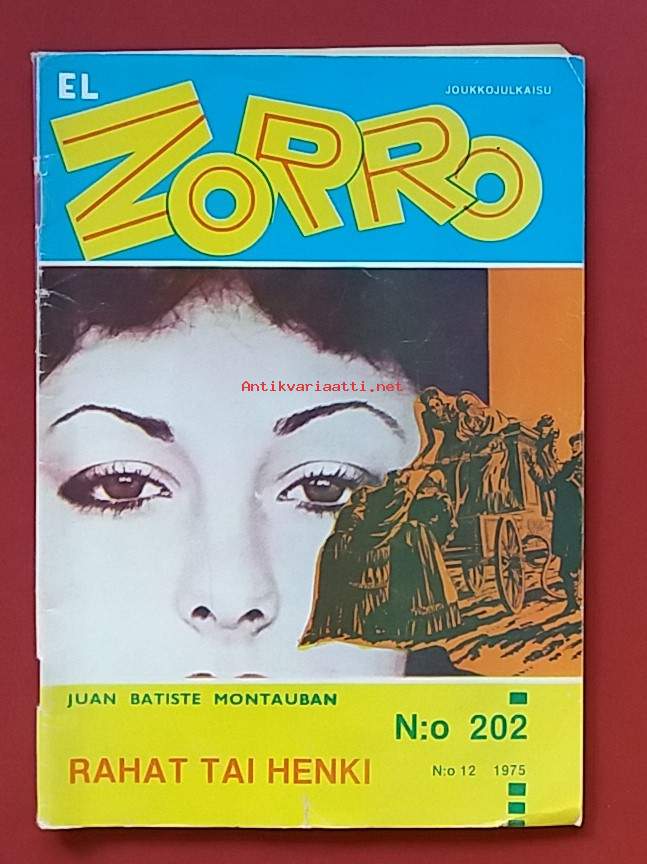 EL
JOUKKOJULKAISU
ZORRO
Antikvariaatti.net
JUAN BATISTE MONTAUBAN
N:o 202
RAHAT TAI HENKI
N:o 12 1975